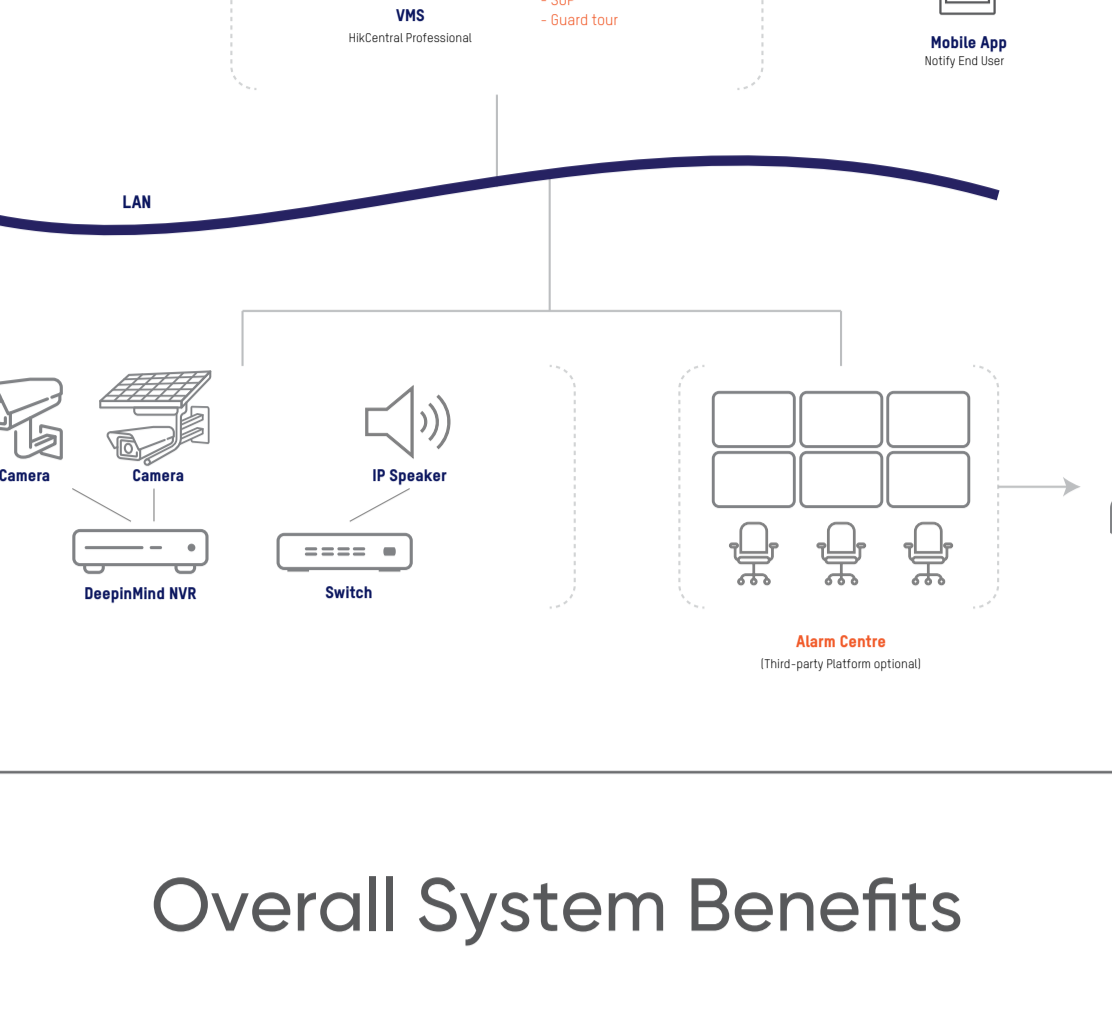 - SOP
VMS
- Guard tour
HikCentral Professional
Mobile App
Notify End User
LAN
Camera
Camera
IP Speaker
DeepinMind NVR
Switch
Alarm Centre
(Third-party Platform optional)
Overall System Benefits